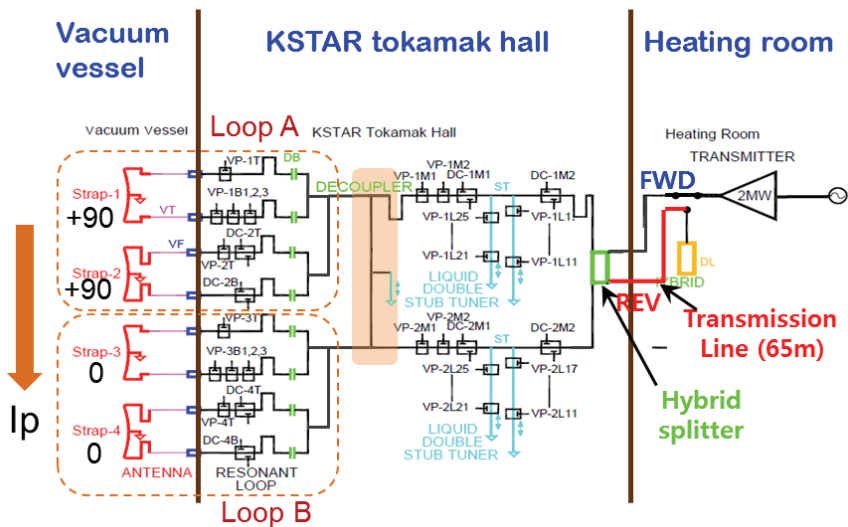 Vacuum
vessel
KSTAR tokamak hall
Heating room
Vacuum Vessel
Loop A
KSTAR Tokamak Hall
Heating Room
TRANSMITTER
VP-1T
DB
DECOUPLER
VP-1M1
VP-1M2
DC-1M1
DC-1M2
FWD
2MW
Strap-1
+90
VT
VP-1B1,2,3
ST
VP-1L25
VP-1L1
VF
DC-2T
VP-2T
Strap-2
+90
DC-2B
VP-1L21
VP-1L11
DL
HYBRID
REV
LIQUID
DOUBLE
STUB TUNER
Transmission
Line (65m)
VP-3T
VP-2M1
VP-2M2
DC-2M1
ST
DC-2M2
Strap-3
0
VP-3B1,2,3
VP-2L25
VP-2L17
Ip
DC-4T
VP-4T
VP-2L21
VP-2L11
Hybrid
splitter
Strap-4
0
DC-4B
LIQUID
DOUBLE
STUB TUNER
ANTENNA
RESONANT
LOOP
Loop B